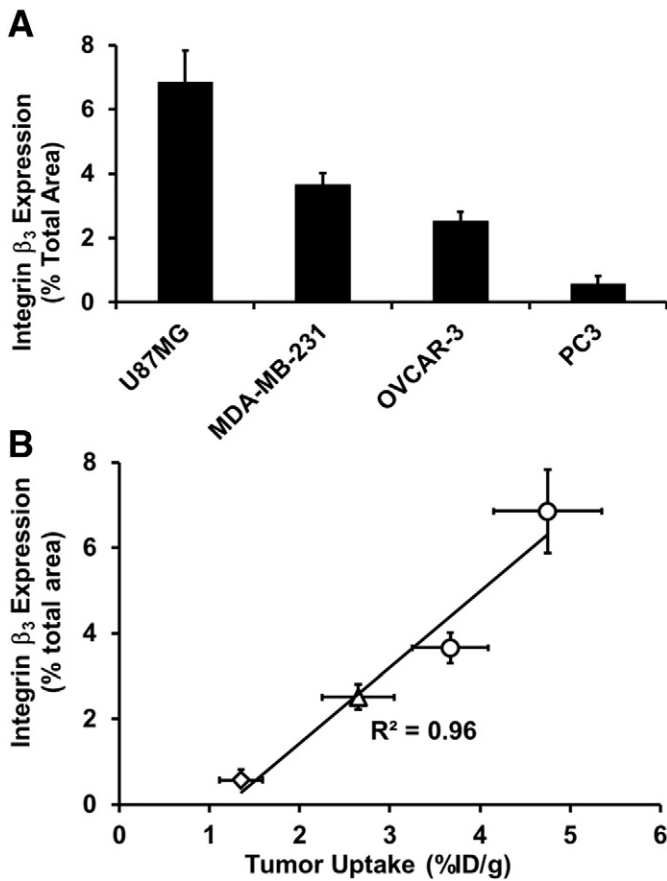 A
Integrin β₃ Expression
(% Total Area)
8
6
4
2
0
U87MG
MDA-MB-231
OVCAR-3
PC3
B
Integrin β₃ Expression
(% total area)
8
6
4
2
0
R² = 0.96
0 1 2 3 4 5 6
Tumor Uptake (%ID/g)